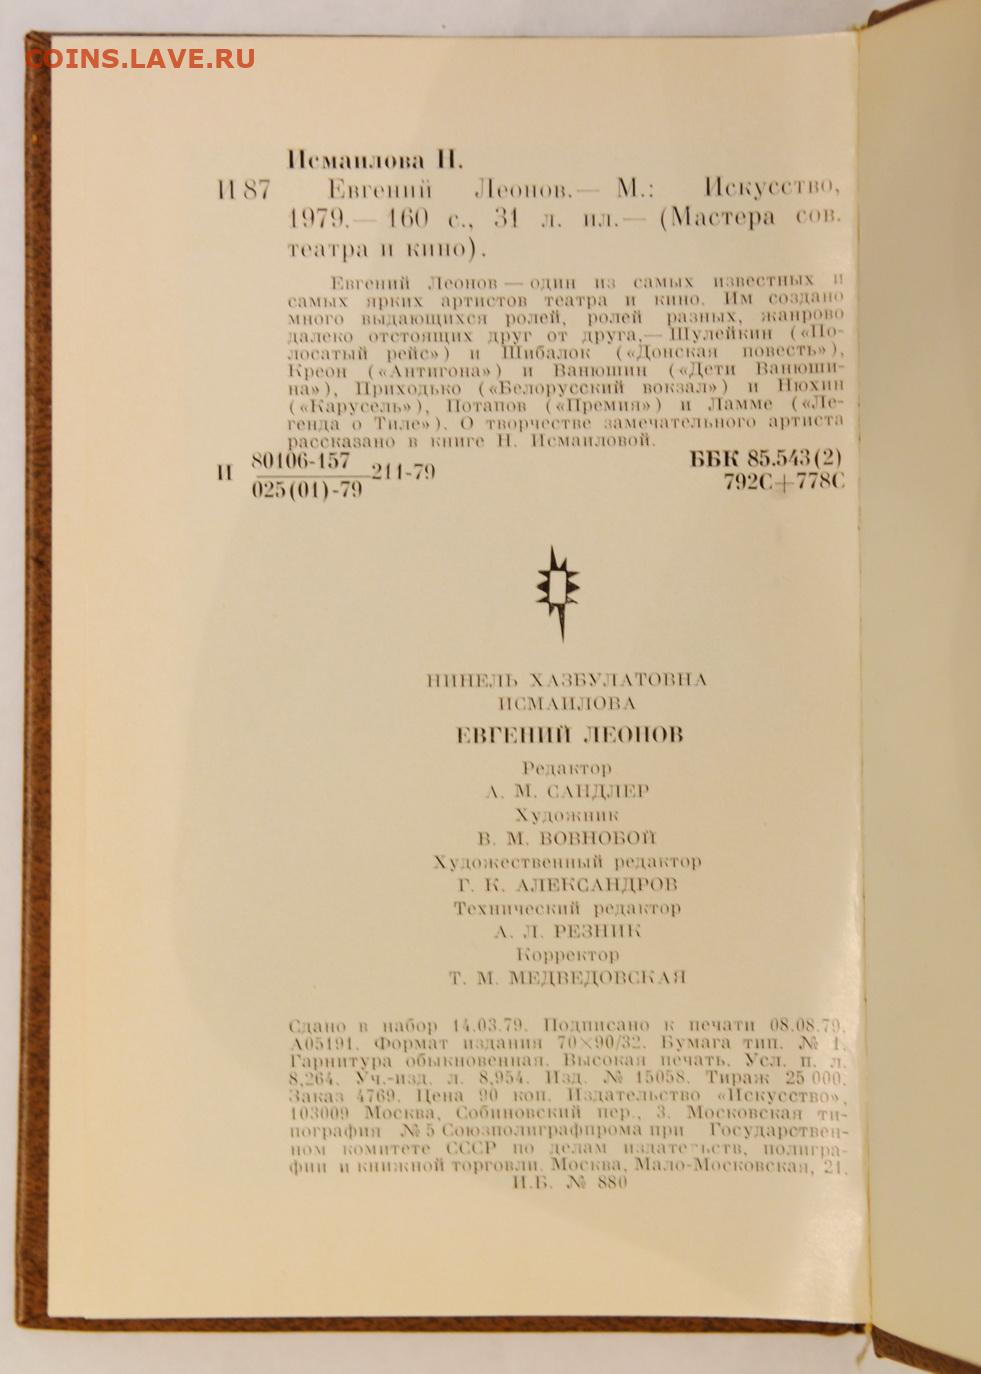 COINS.LAVE.RU
Исмаилова Н.
И 87 Евгений Леонов.— М.: Искусство,
1979.— 160 с., 31 л. ил.— (Мастера сов.
театра и кино).
Евгений Леонов — один из самых известных и
самых ярких артистов театра и кино. Им создано
много выдающихся ролей, ролей разных, жанрово
далеко отстоящих друг от друга,— Шулейкин («По-
лосатый рейс») и Шибалок («Донская повесть»),
Креон («Антигона») и Ванюшин («Дети Ванюши-
на»), Приходько («Белорусский вокзал») и Нюхин
(«Карусель»), Потапов («Премия») и Ламме («Ле-
генда о Тиле»). О творчестве замечательного артиста
рассказано в книге Н. Исмаиловой.
И 80106-157 211-79
025(01)-79
ББК 85.543(2)
792С+778С
НИНЕЛЬ ХАЗБУЛАТОВНА
ИСМАИЛОВА
ЕВГЕНИЙ ЛЕОНОВ
Редактор
А. М. САНДЛЕР
Художник
В. М. ВОВНОБОЙ
Художественный редактор
Г. К. АЛЕКСАНДРОВ
Технический редактор
А. Л. РЕЗНИК
Корректор
Т. М. МЕДВЕДОВСКАЯ
Сдано в набор 14.03.79. Подписано к печати 08.08.79.
А05191. Формат издания 70×90/32. Бумага тип. № 1.
Гарнитура обыкновенная. Высокая печать. Усл. п. л.
8,264. Уч.-изд. л. 8,954. Изд. № 15058. Тираж 25 000.
Заказ 4769. Цена 90 коп. Издательство «Искусство»,
103009 Москва, Собиновский пер., 3. Московская ти-
пография № 5 Союзполиграфпрома при Государствен-
ном комитете СССР по делам издательств, полигра-
фии и книжной торговли. Москва, Мало-Московская, 21.
И.Б. № 880